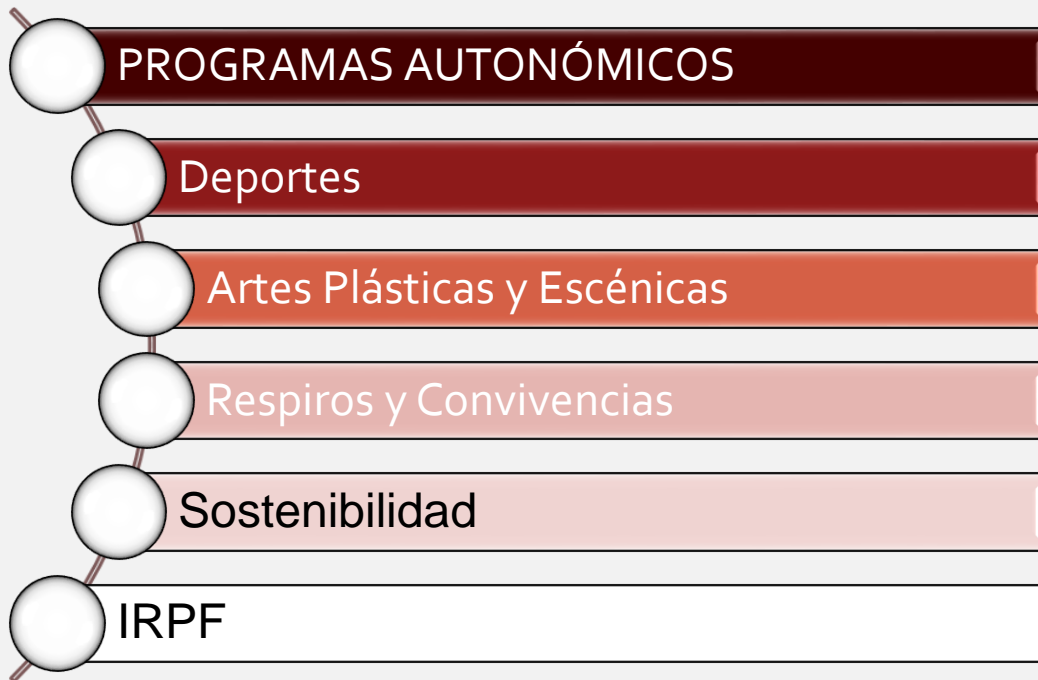 PROGRAMAS AUTONÓMICOS
Deportes
Artes Plásticas y Escénicas
Respiros y Convivencias
Sostenibilidad
IRPF